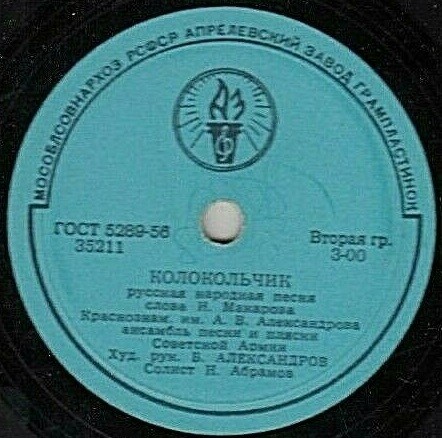 МОСОБЛСОВНАРХОЗ РСФСР АПРЕЛЕВСКИЙ ЗАВОД ГРАМПЛАСТИНОК
АЗ
ГОСТ 5289-56
35211
Вторая гр.
3-00
КОЛОКОЛЬЧИК
русская народная песня
слова И. Макарова
Краснознам им. А. В. Александрова
ансамбль песни и пляски
Советской Армии
Худ. рук. Б. АЛЕКСАНДРОВ
Солист Н. Абрамов